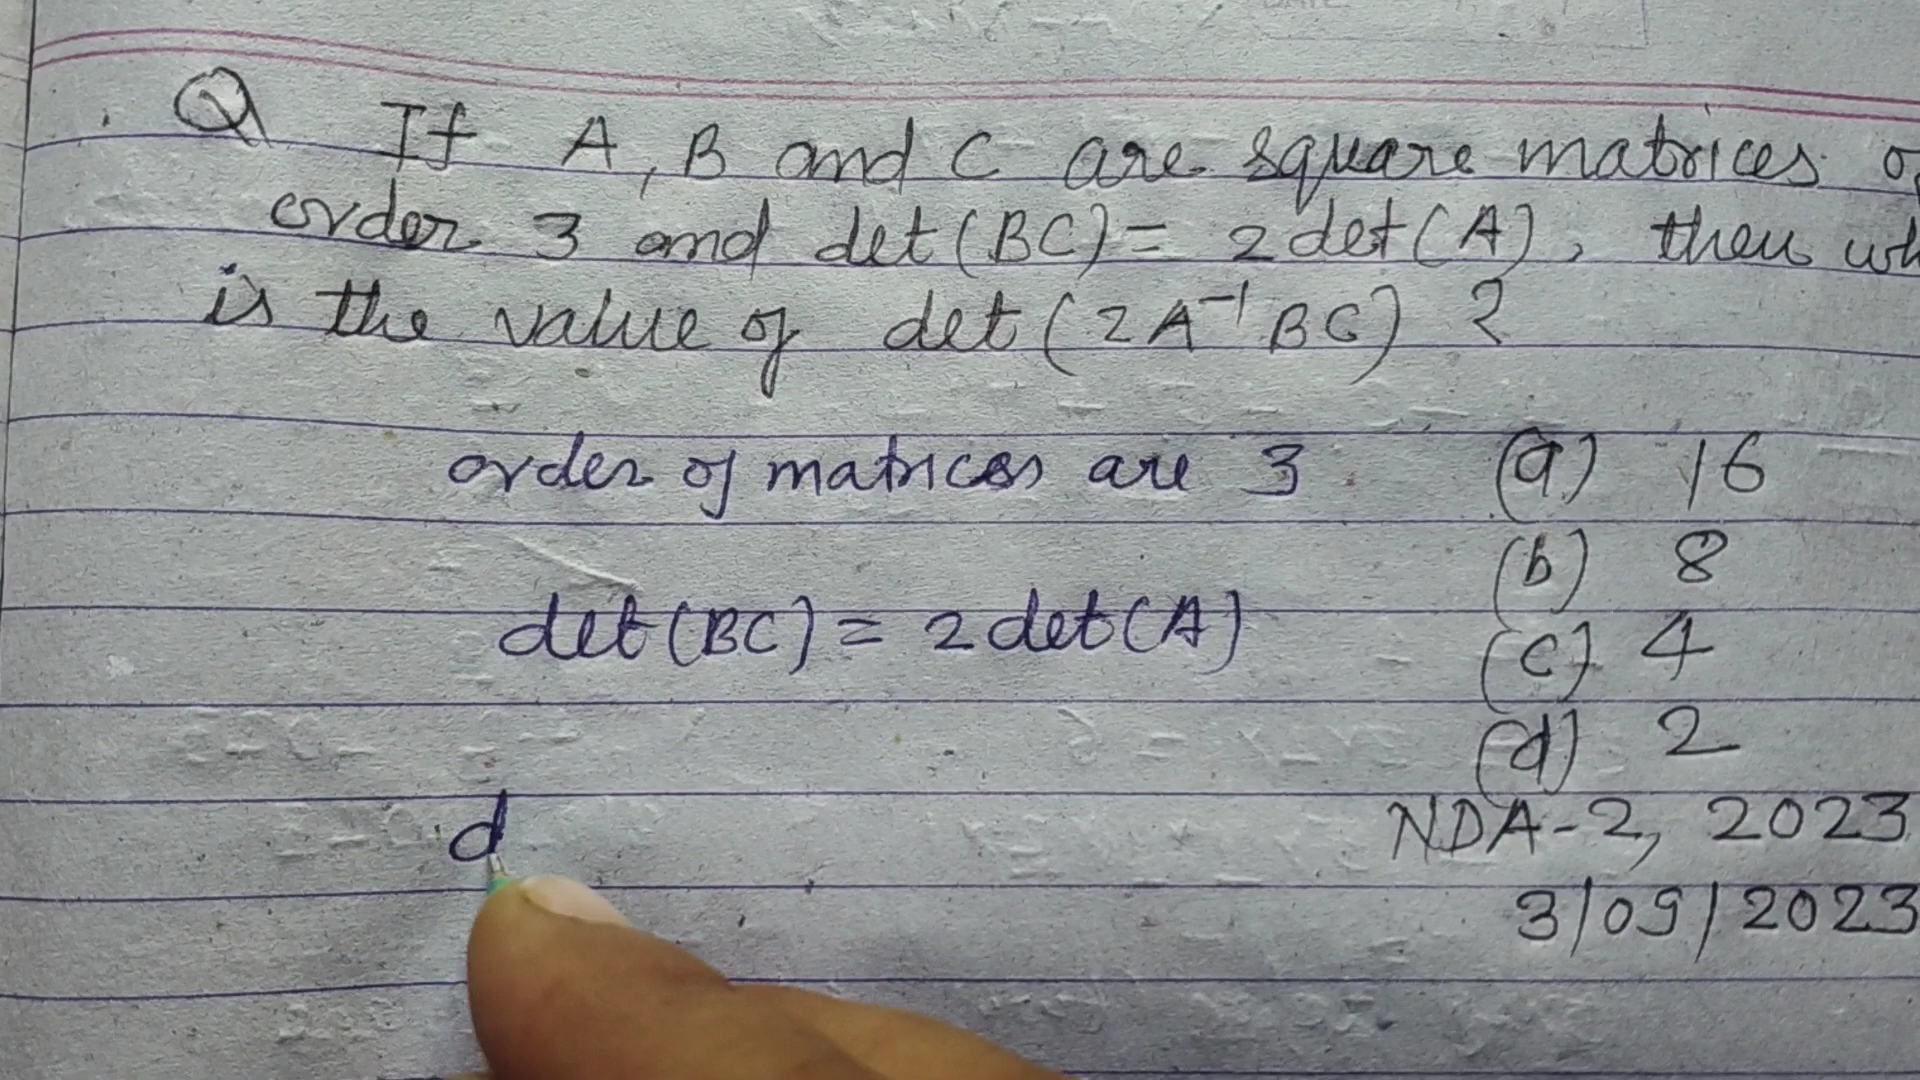 Q If A, B and C are square matrices
order 3 and det(BC) = 2det(A), then
is the value of det(2A⁻¹BC) ?
order of matrices are 3
(a) 16
(b) 8
det(BC) = 2det(A)
(c) 4
(d) 2
d
NDA-2, 2023
3/09/2023